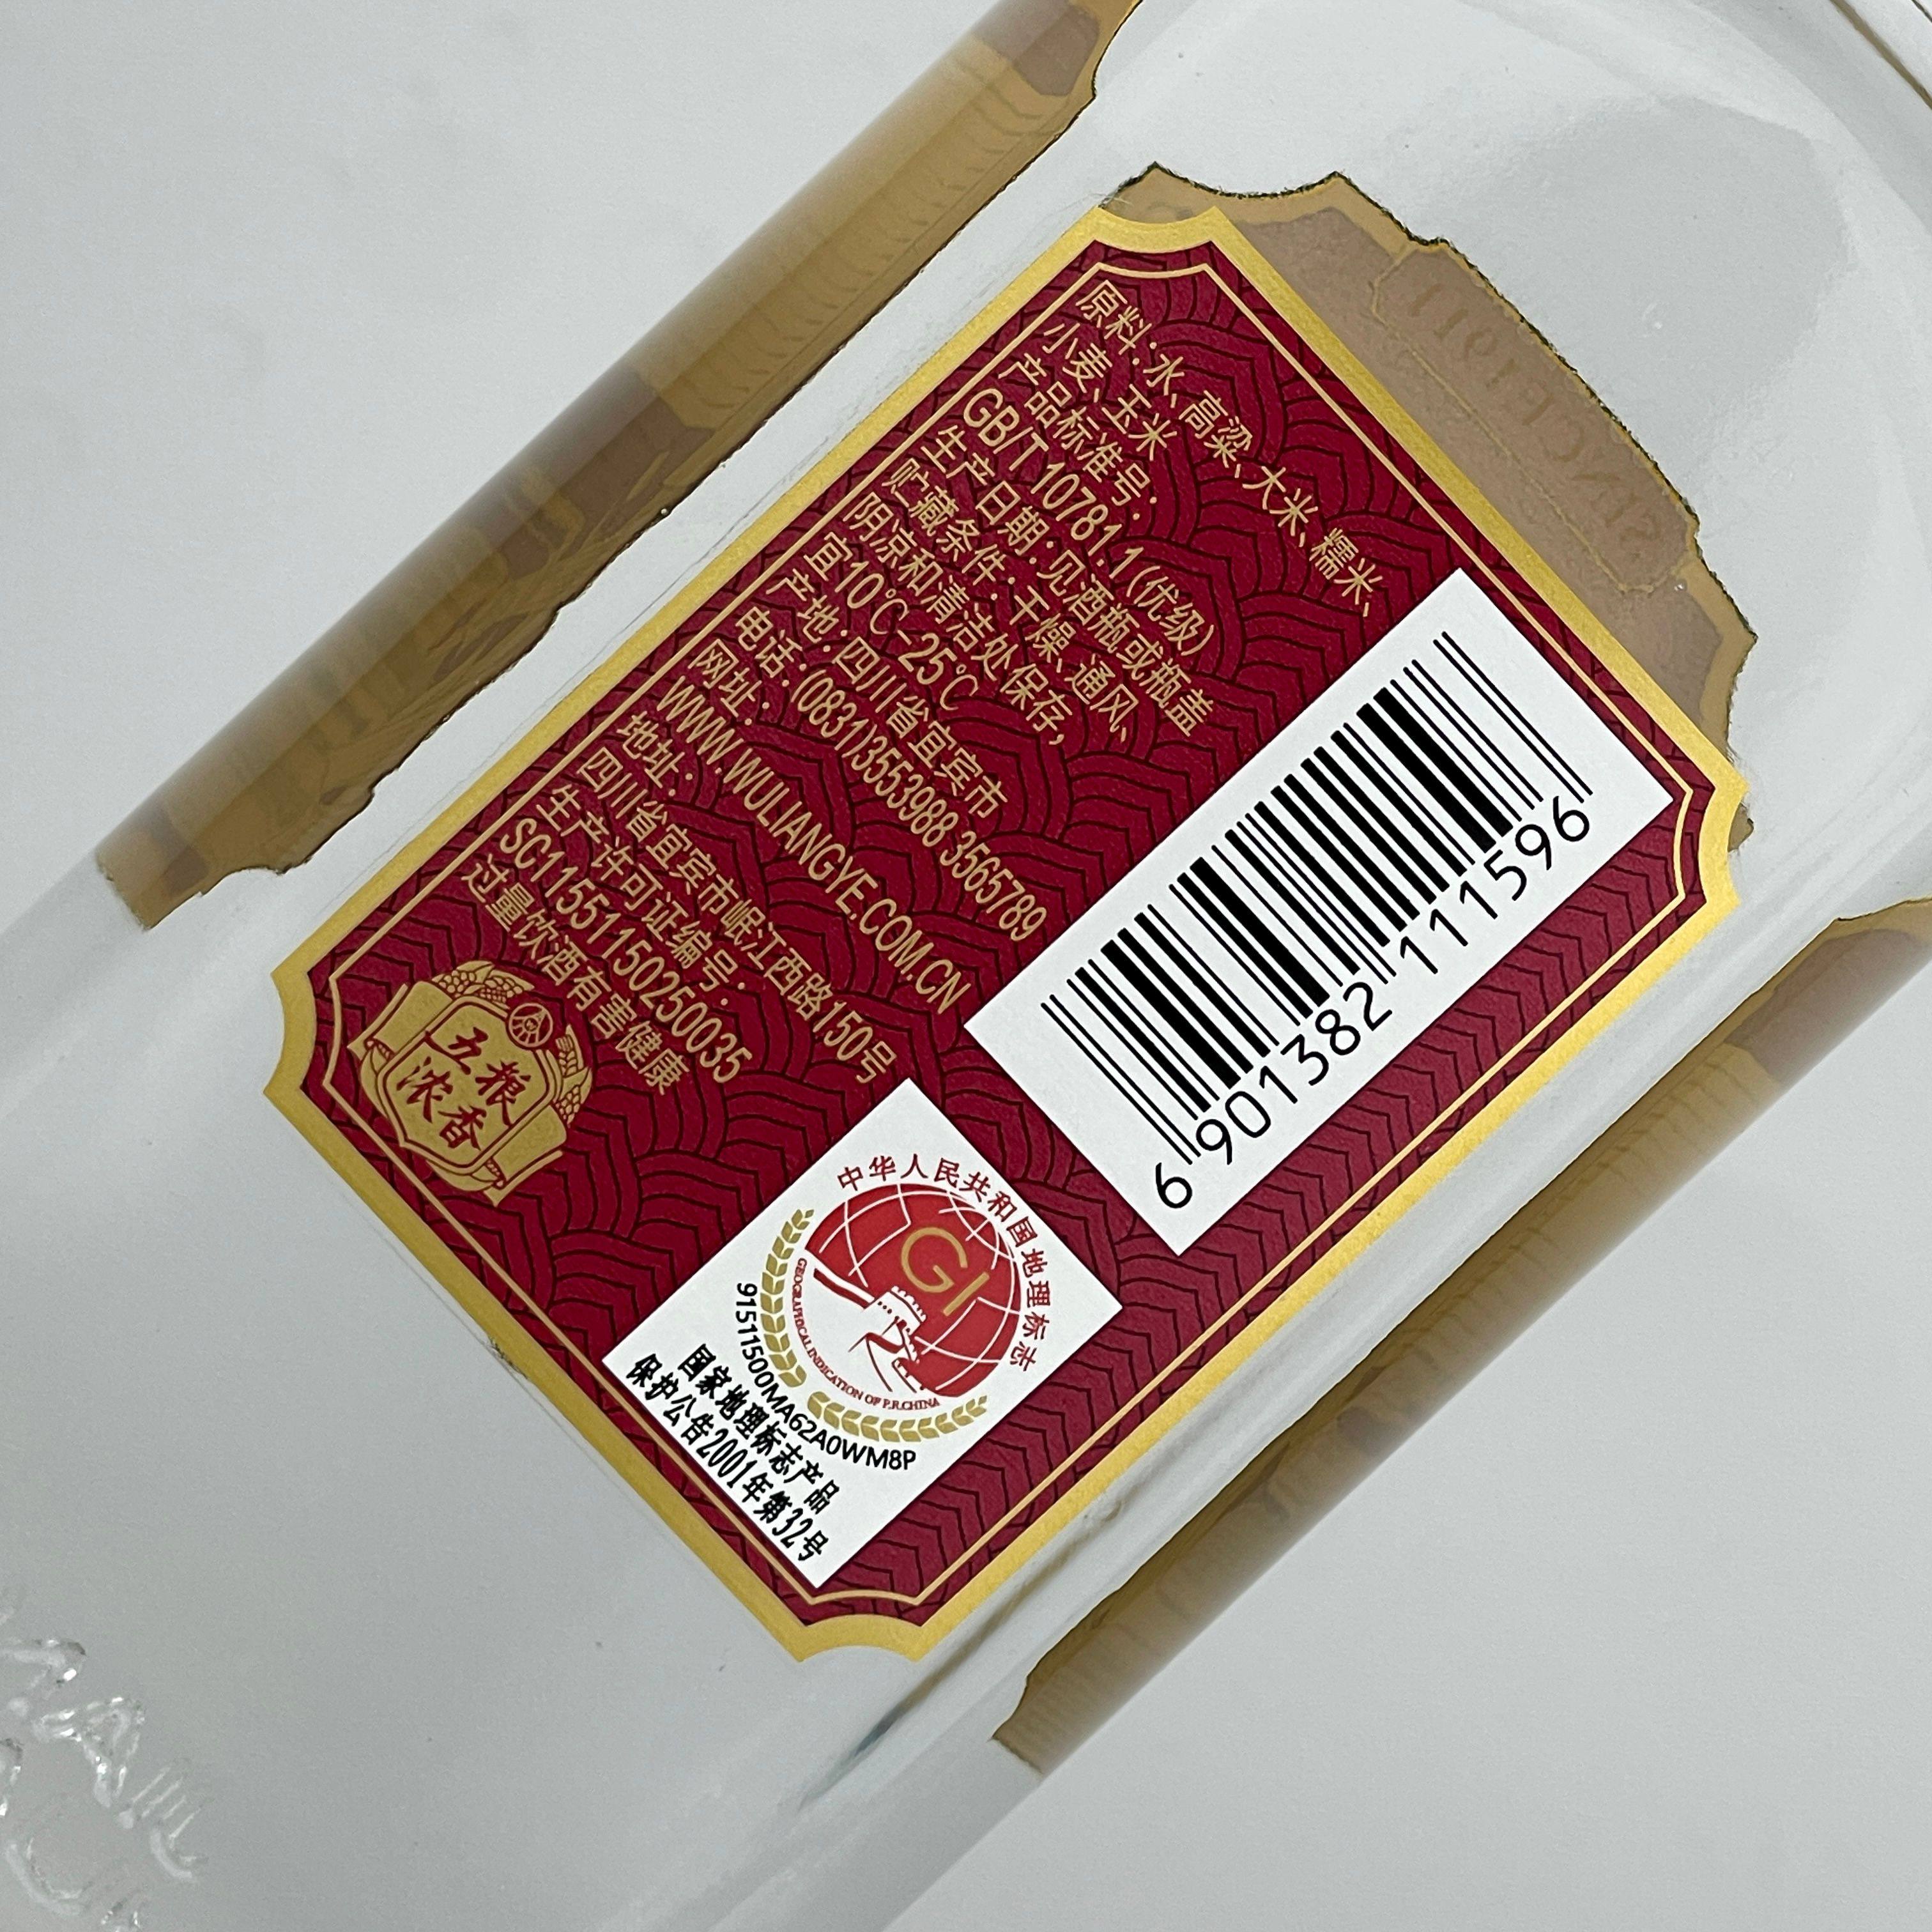 原料:水、高粱、大米、糯米、
小麦、玉米
产品标准号:
GB/T 10781.1(优级)
生产日期:见酒瓶或瓶盖
贮藏条件:干燥、通风、
阴凉和清洁处保存,
宜10℃-25℃
产地:四川省宜宾市
电话:(0831)3553988 3565789
网址:
WWW.WULIANGYE.COM.CN
地址:
四川省宜宾市岷江西路150号
生产许可证编号:
SC11551150250035
过量饮酒有害健康
五粮
浓香
6 901382 111596
中华人民共和国地理标志
GI
GEOGRAPHICAL INDICATION OF P.R.CHINA
91511500MA62A0WM8P
国家地理标志产品
保护公告2001年第32号